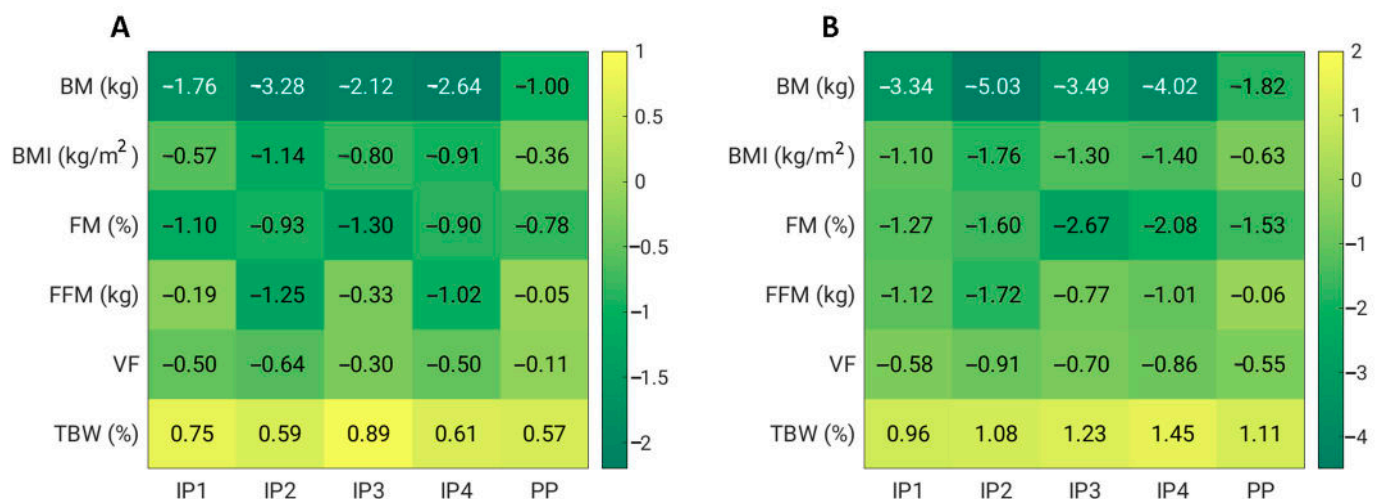 A
BM (kg) −1.76 −3.28 −2.12 −2.64 −1.00
BMI (kg/m²) −0.57 −1.14 −0.80 −0.91 −0.36
FM (%) −1.10 −0.93 −1.30 −0.90 −0.78
FFM (kg) −0.19 −1.25 −0.33 −1.02 −0.05
VF −0.50 −0.64 −0.30 −0.50 −0.11
TBW (%) 0.75 0.59 0.89 0.61 0.57
IP1 IP2 IP3 IP4 PP
1
0.5
0
−0.5
−1
−1.5
−2
B
BM (kg) −3.34 −5.03 −3.49 −4.02 −1.82
BMI (kg/m²) −1.10 −1.76 −1.30 −1.40 −0.63
FM (%) −1.27 −1.60 −2.67 −2.08 −1.53
FFM (kg) −1.12 −1.72 −0.77 −1.01 −0.06
VF −0.58 −0.91 −0.70 −0.86 −0.55
TBW (%) 0.96 1.08 1.23 1.45 1.11
IP1 IP2 IP3 IP4 PP
2
1
0
−1
−2
−3
−4